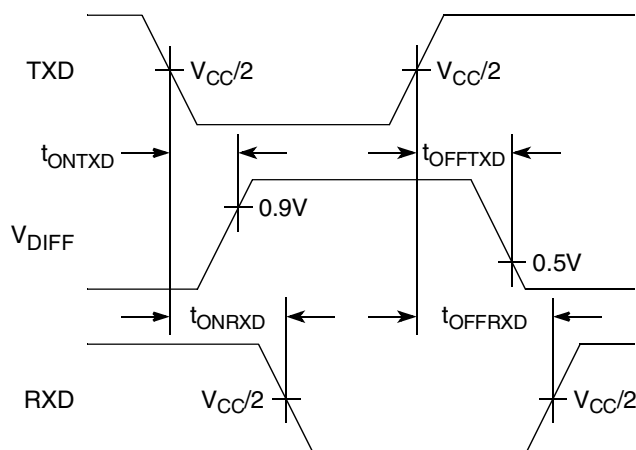 TXD V_CC/2 V_CC/2
t_ONTXD t_OFFTXD
V_DIFF 0.9V 0.5V
t_ONRXD t_OFFRXD
RXD V_CC/2 V_CC/2